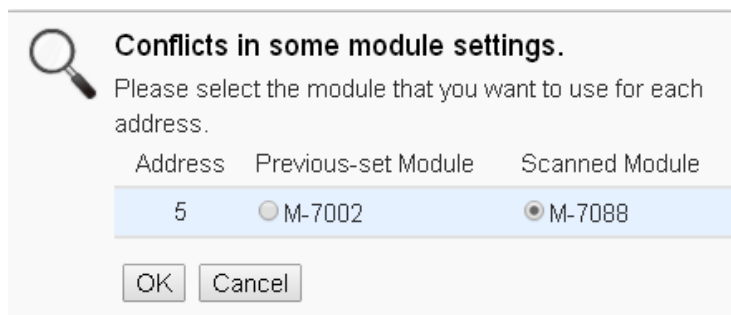 Conflicts in some module settings.
Please select the module that you want to use for each
address.
Address Previous-set Module Scanned Module
5 M-7002 M-7088
OK Cancel